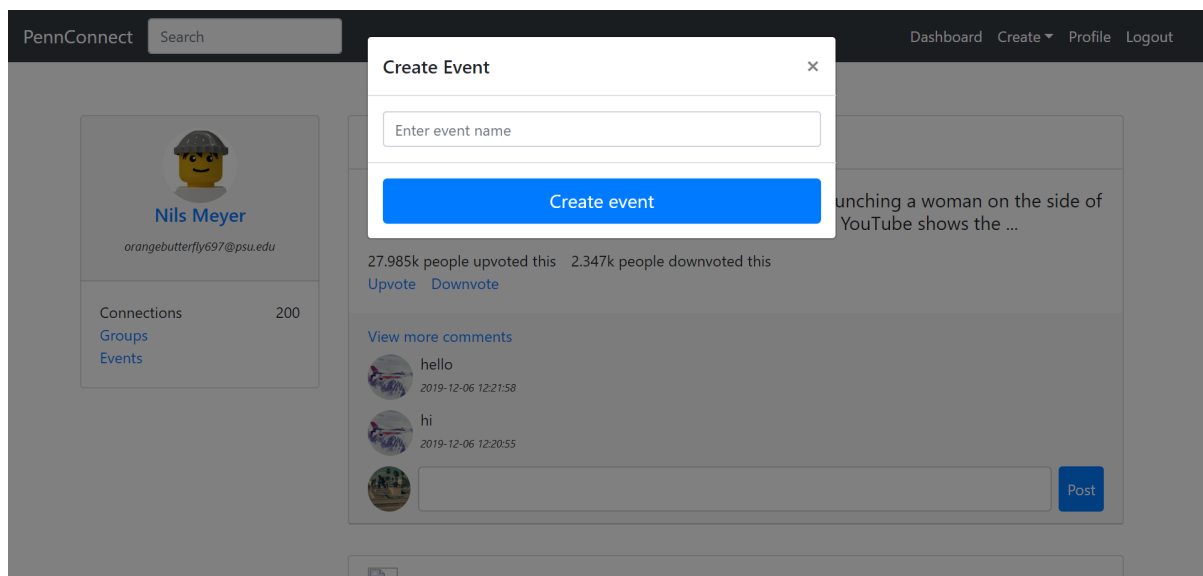 PennConnect Search Dashboard Create Profile Logout
Create Event ×
Enter event name
Create event
Nils Meyer
orangebutterfly697@psu.edu
Connections 200
Groups
Events
unching a woman on the side of
YouTube shows the ...
27.985k people upvoted this 2.347k people downvoted this
Upvote Downvote
View more comments
hello
2019-12-06 12:21:58
hi
2019-12-06 12:20:55
Post